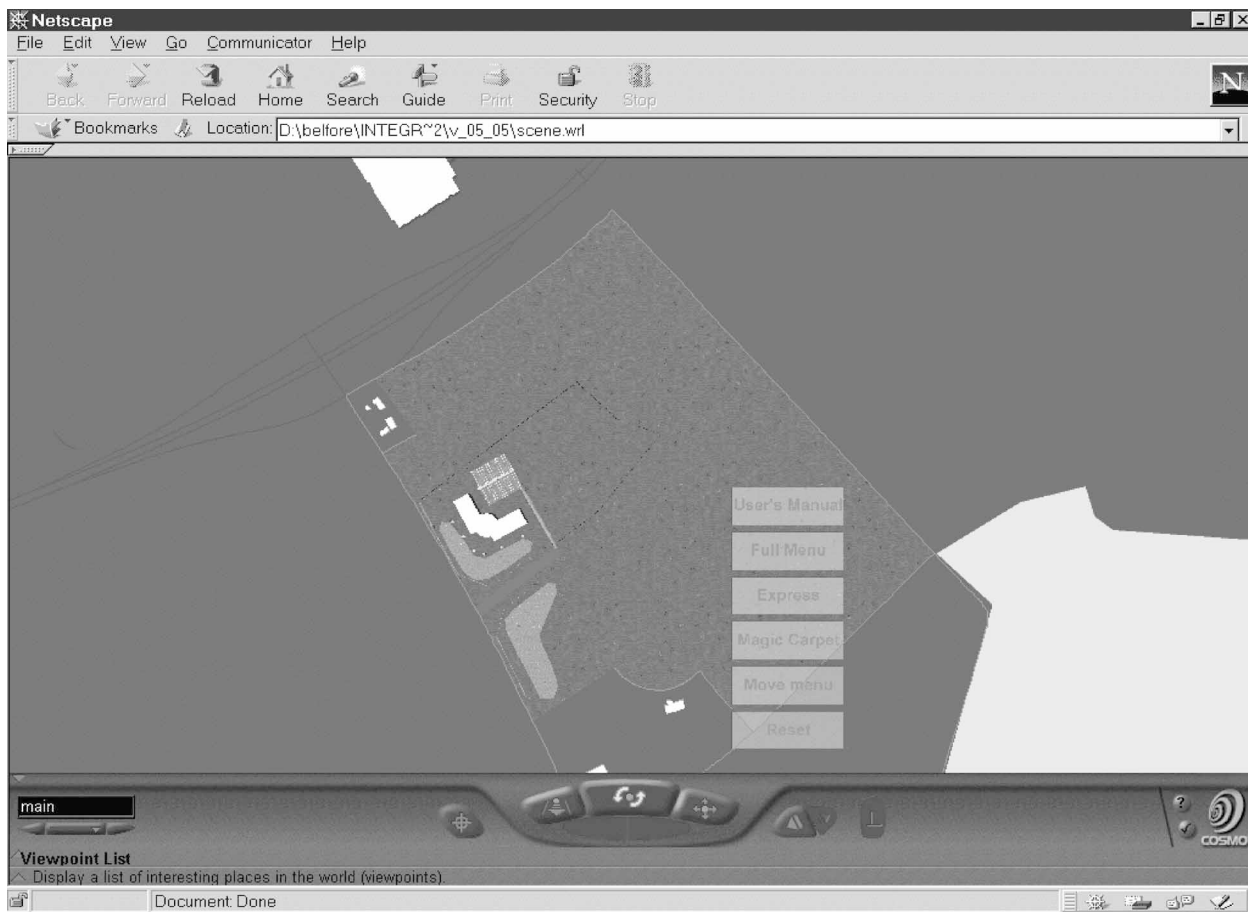 Netscape
File Edit View Go Communicator Help
Back Forward Reload Home Search Guide Print Security Stop
N
Bookmarks Location: D:\belfore\INTEGR~2\v_05_05\scene.wrl
User's Manual
Full Menu
Express
Magic Carpet
Move menu
Reset
main
?
COSMO
Viewpoint List
Display a list of interesting places in the world (viewpoints).
Document: Done